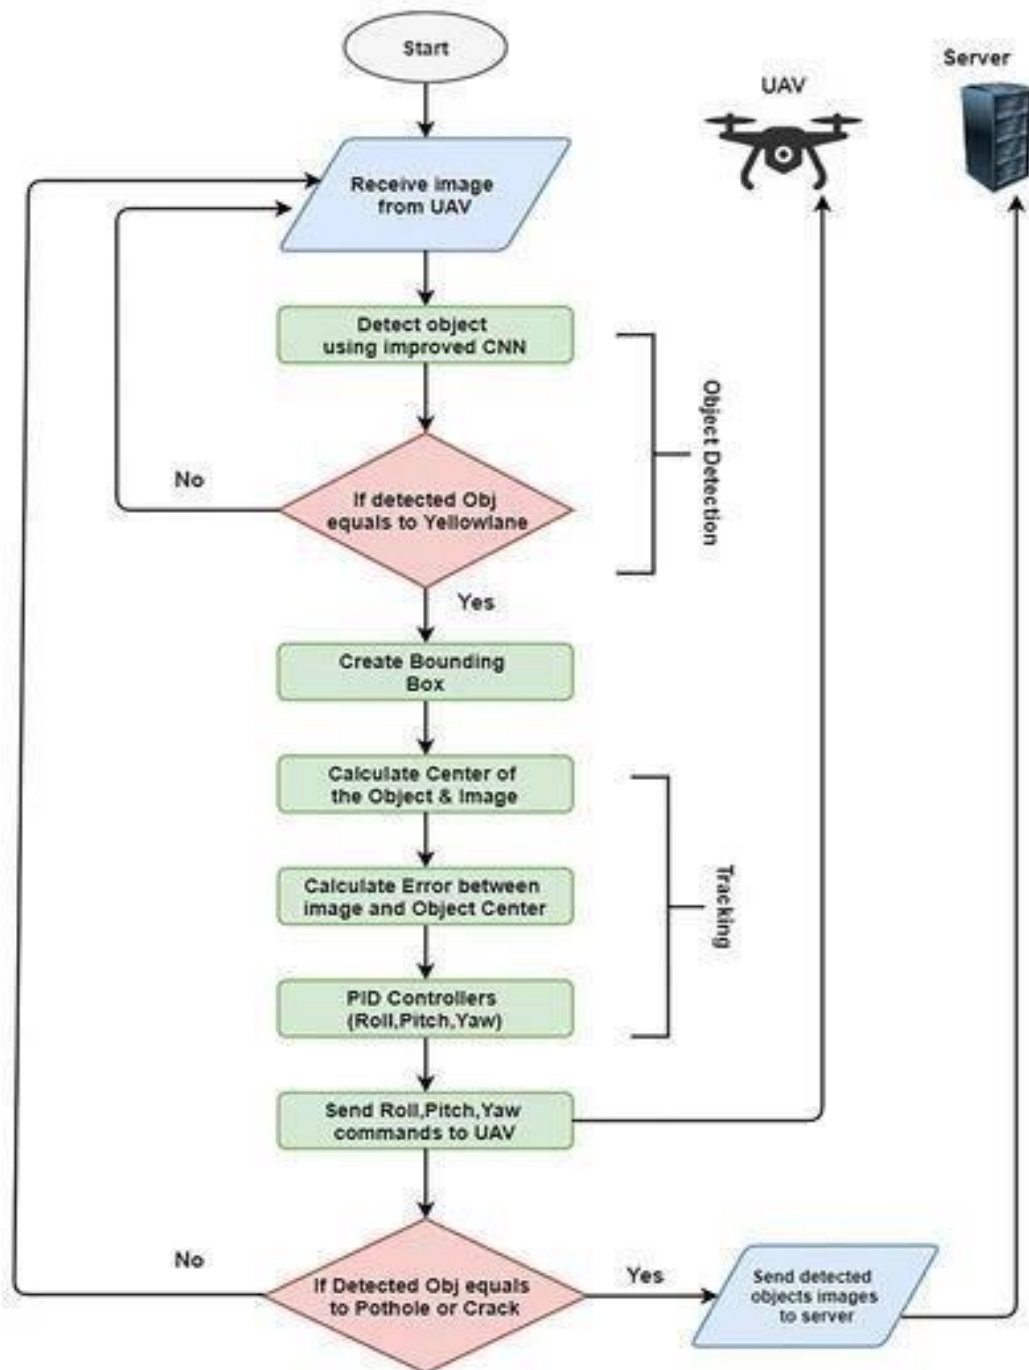 Start
UAV
Server
Receive image
from UAV
Detect object
using improved CNN
Object Detection
No
If detected Obj
equals to Yellowlane
Yes
Create Bounding
Box
Calculate Center of
the Object & Image
Calculate Error between
image and Object Center
Tracking
PID Controllers
(Roll,Pitch,Yaw)
Send Roll,Pitch,Yaw
commands to UAV
No
If Detected Obj equals
to Pothole or Crack
Yes
Send detected
objects images
to server